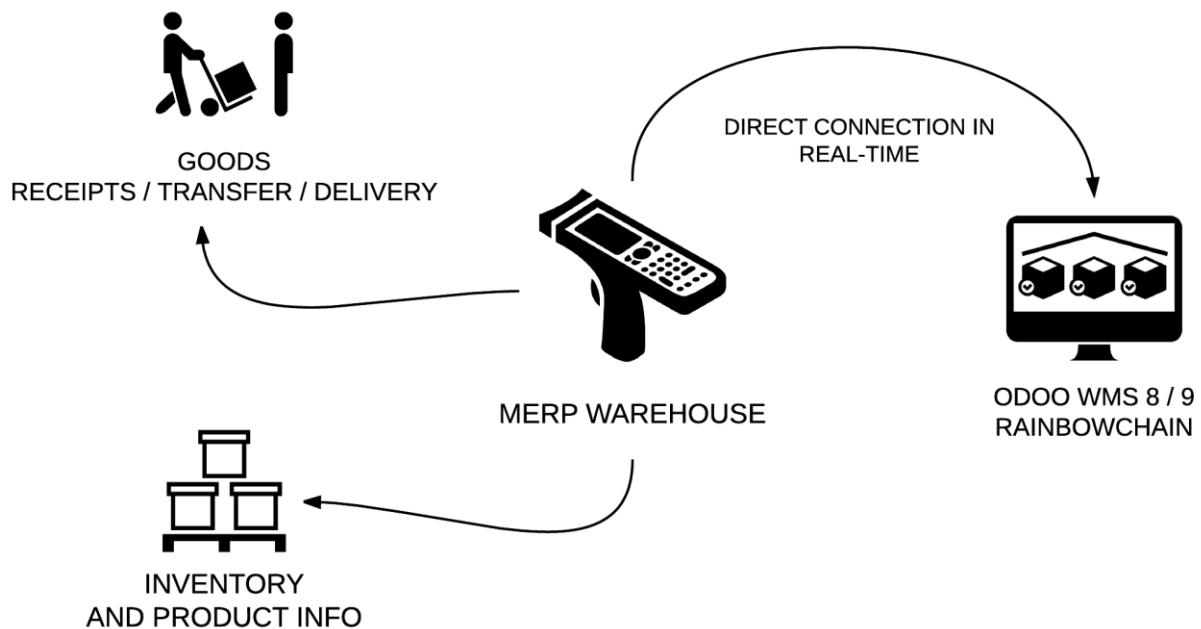 GOODS
RECEIPTS / TRANSFER / DELIVERY
DIRECT CONNECTION IN
REAL-TIME
MERP WAREHOUSE
ODOO WMS 8 / 9
RAINBOWCHAIN
INVENTORY
AND PRODUCT INFO